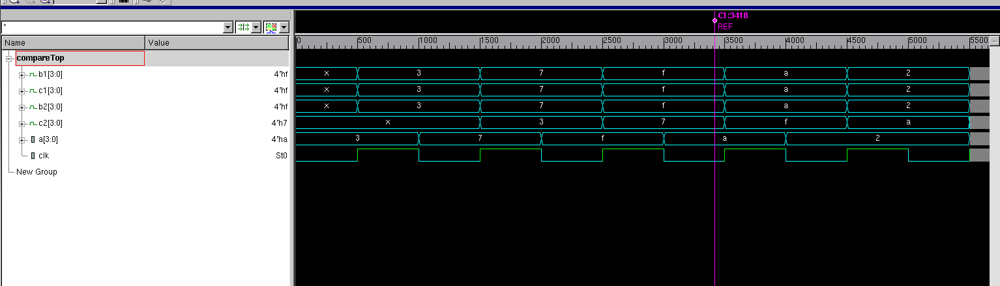 C1:3418
REF
*
Name Value 0 500 1000 1500 2000 2500 3000 3500 4000 4500 5000 5500
compareTop
b1[3:0] 4'hf x 3 7 f a 2
c1[3:0] 4'hf x 3 7 f a 2
b2[3:0] 4'hf x 3 7 f a 2
c2[3:0] 4'h7 x 3 7 f a
a[3:0] 4'ha 3 7 f a 2
clk St0
New Group